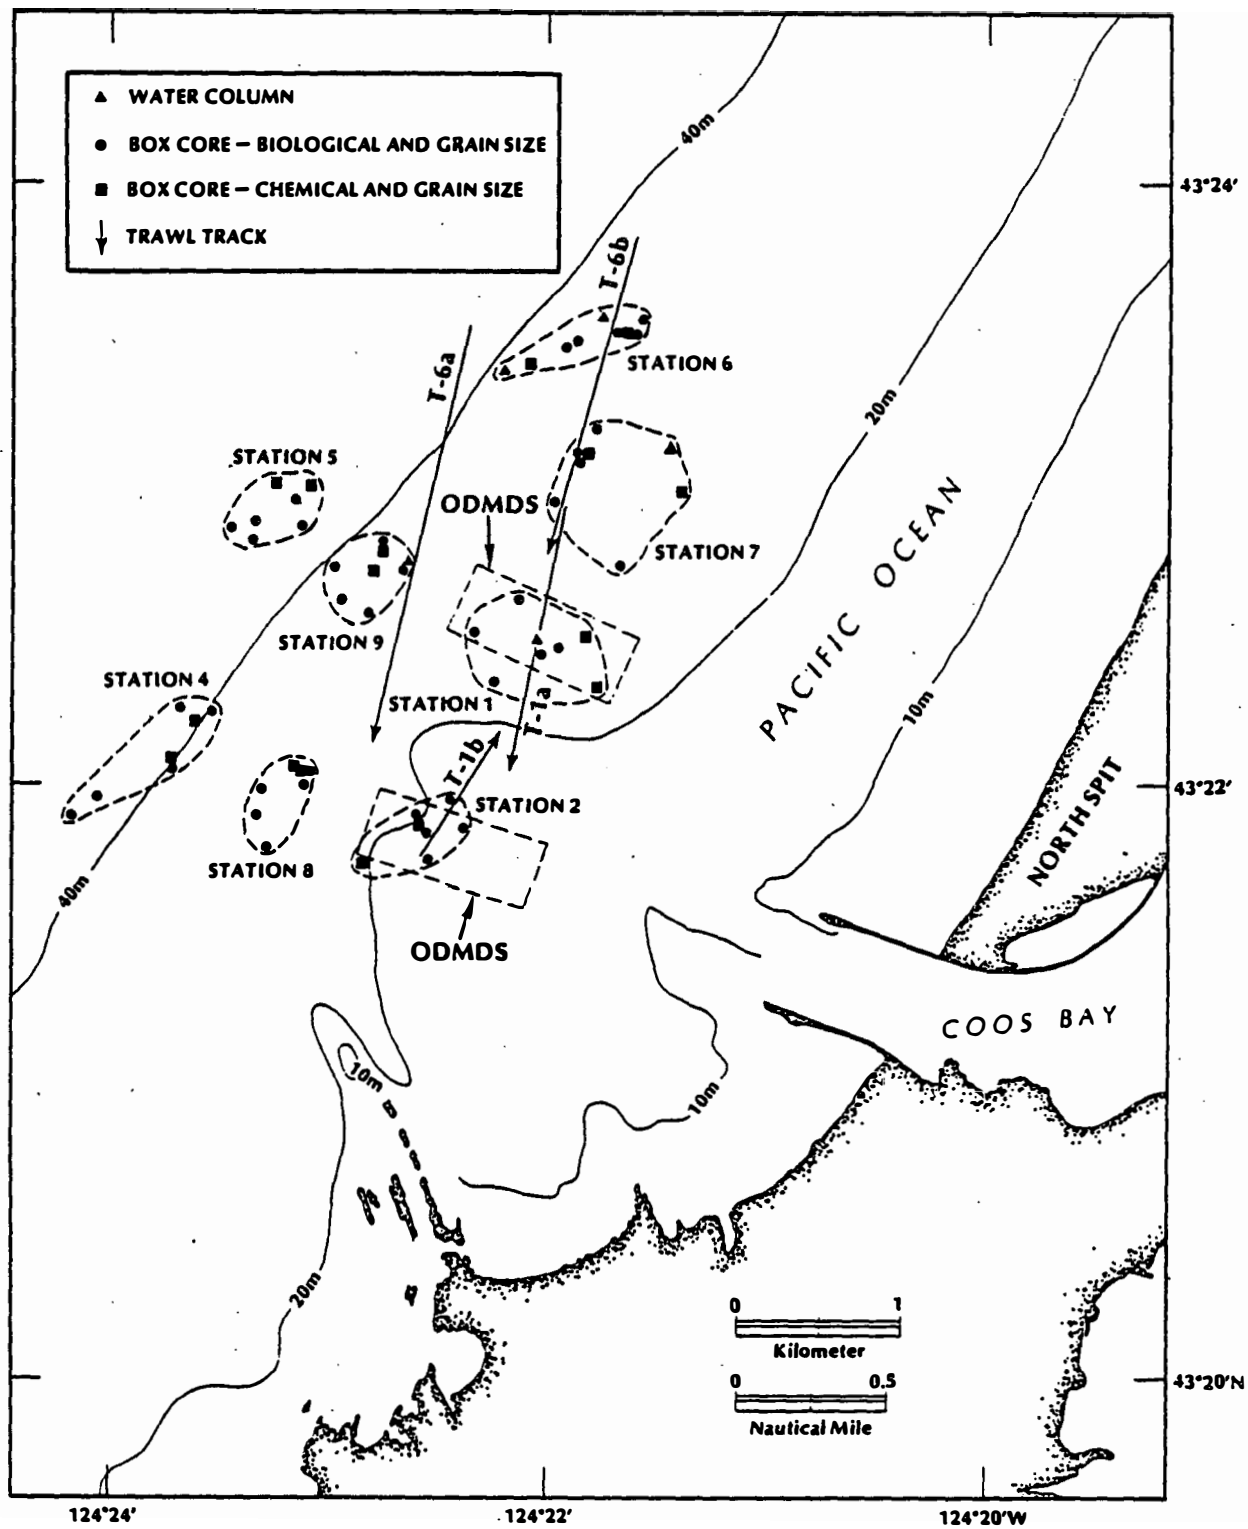 WATER COLUMN
BOX CORE – BIOLOGICAL AND GRAIN SIZE
BOX CORE – CHEMICAL AND GRAIN SIZE
TRAWL TRACK
40m
43°24'
T-6b
T-6a
STATION 6
20m
STATION 5
ODMDS
STATION 7
PACIFIC OCEAN
STATION 9
STATION 4
STATION 1
T-1a
10m
T-1b
43°22'
STATION 2
NORTH SPIT
STATION 8
40m
ODMDS
COOS BAY
10m
10m
20m
0 1
Kilometer
0 0.5
Nautical Mile
43°20'N
124°24'
124°22'
124°20'W